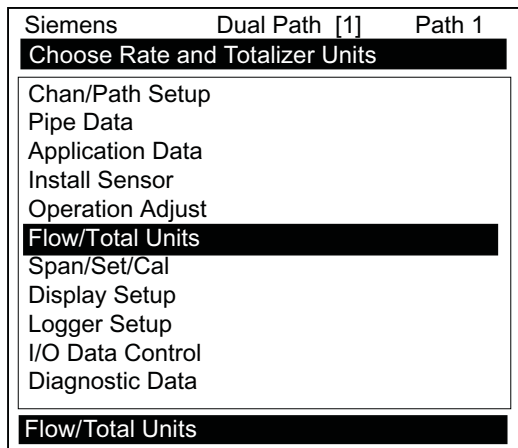 Siemens Dual Path [1] Path 1
Choose Rate and Totalizer Units
Chan/Path Setup
Pipe Data
Application Data
Install Sensor
Operation Adjust
Flow/Total Units
Span/Set/Cal
Display Setup
Logger Setup
I/O Data Control
Diagnostic Data
Flow/Total Units